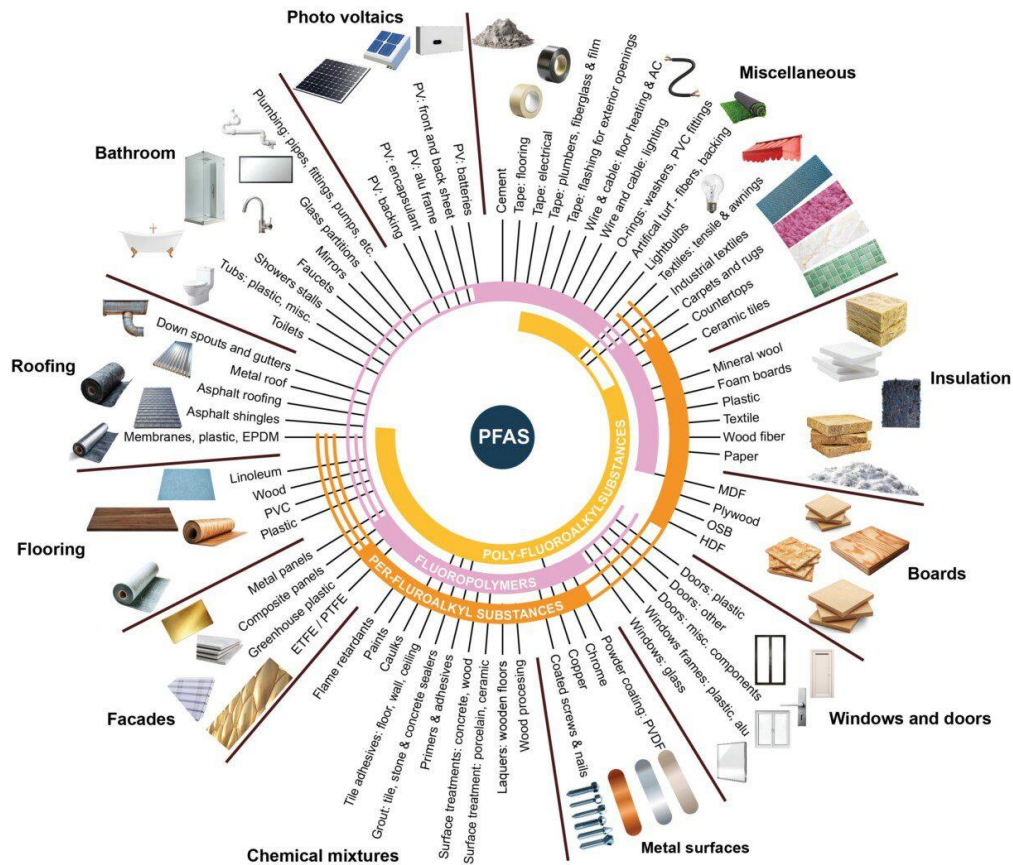 Photo voltaics
PV: backing
PV: encapsulant
PV: alu frame
PV: front and back sheet
PV: batteries
Miscellaneous
Cement
Tape: flooring
Tape: electrical
Tape: plumbers, fiberglass & film
Tape: flashing for exterior openings
Wire & cable: floor heating & AC
Wire and cable: lighting
O-rings: washers, PVC fittings
Artifical turf - fibers, backing
Lightbulbs
Textiles: tensile & awnings
Industrial textiles
Carpets and rugs
Countertops
Ceramic tiles
Insulation
Mineral wool
Foam boards
Plastic
Textile
Wood fiber
Paper
Boards
MDF
Plywood
OSB
HDF
Windows and doors
Doors: plastic
Doors: other
Doors: misc. components
Windows frames: plastic, alu
Windows: glass
Metal surfaces
Powder coating: PVDF
Chrome
Copper
Coated screws & nails
Chemical mixtures
Wood procesing
Laquers: wooden floors
Surface treatment: porcelain, ceramic
Surface treatments: concrete, wood
Primers & adhesives
Grout: tile, stone & concrete sealers
Tile adhesives: floor, wall, ceiling
Caulks
Paints
Flame retardants
Facades
ETFE / PTFE
Greenhouse plastic
Composite panels
Metal panels
Flooring
Plastic
PVC
Wood
Linoleum
Roofing
Membranes, plastic, EPDM
Asphalt shingles
Asphalt roofing
Metal roof
Down spouts and gutters
Bathroom
Toilets
Tubs: plastic, misc.
Showers stalls
Faucets
Mirrors
Glass partitions
Plumbing: pipes, fittings, pumps, etc.
PFAS
POLY-FLUOROALKYLSUBSTANCES
FLUOROPOLYMERS
PER-FLUROALKYL SUBSTANCES